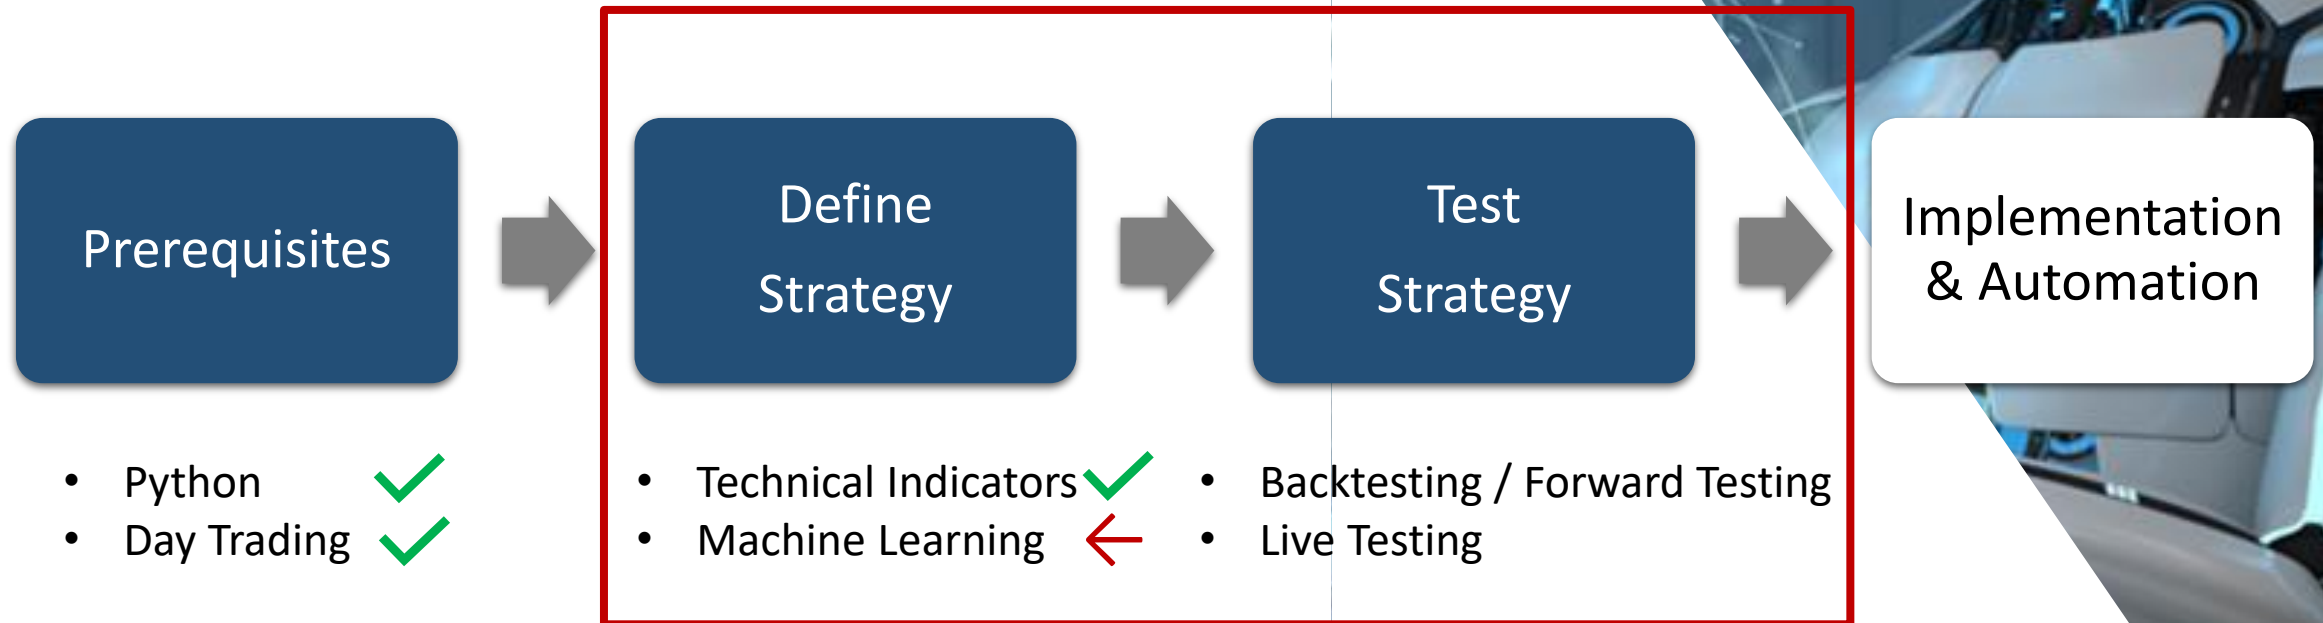 Prerequisites
Define
Strategy
Test
Strategy
Implementation
& Automation
• Python
• Day Trading
• Technical Indicators
• Machine Learning
• Backtesting / Forward Testing
• Live Testing